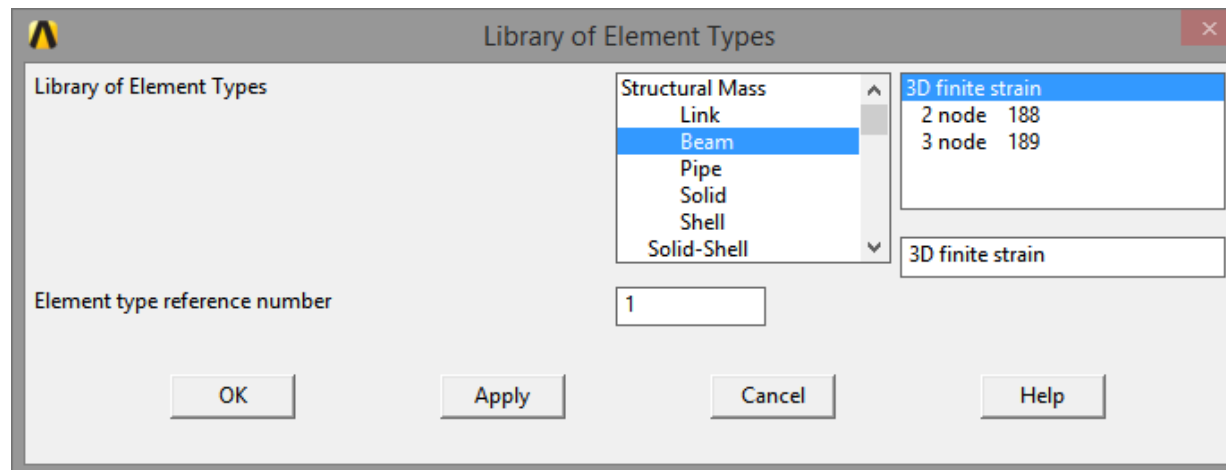 Library of Element Types
Library of Element Types
Structural Mass
Link
Beam
Pipe
Solid
Shell
Solid-Shell
3D finite strain
2 node 188
3 node 189
3D finite strain
Element type reference number
1
OK
Apply
Cancel
Help